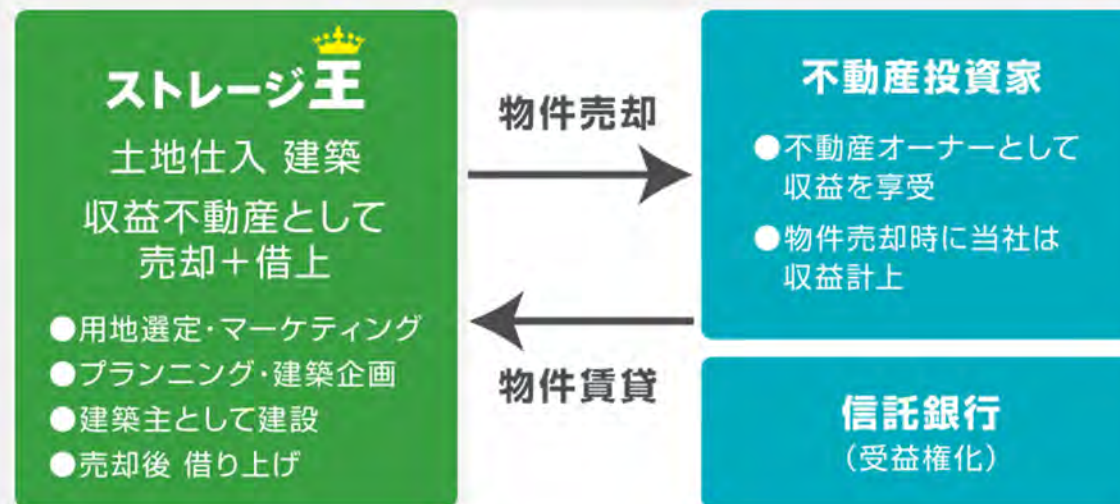 ストレージ王
土地仕入 建築
収益不動産として
売却＋借上
●用地選定・マーケティング
●プランニング・建築企画
●建築主として建設
●売却後 借り上げ
物件売却
物件賃貸
不動産投資家
●不動産オーナーとして
収益を享受
●物件売却時に当社は
収益計上
信託銀行
（受益権化）